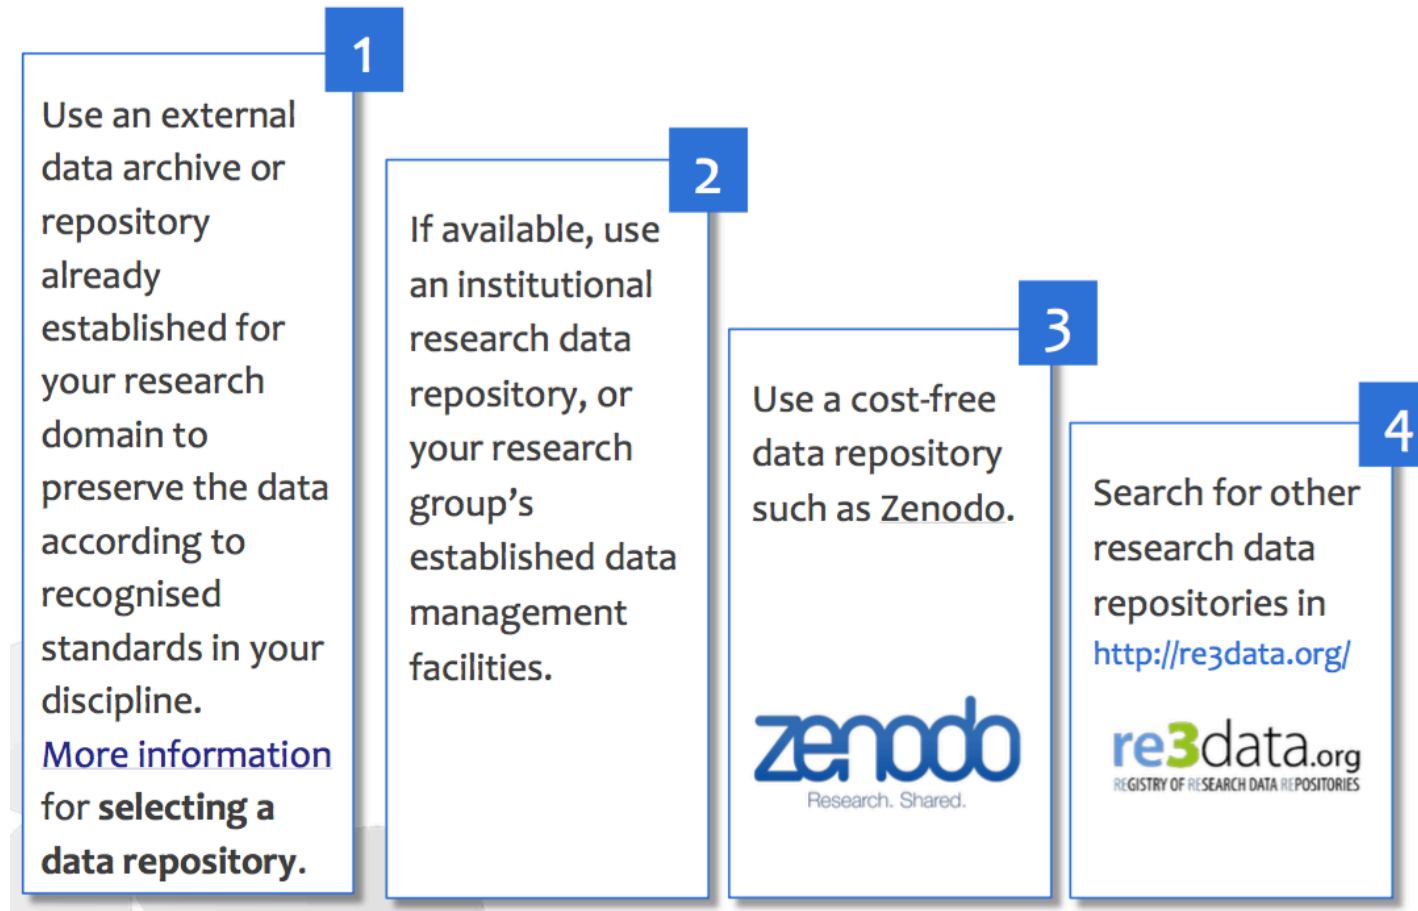 1
Use an external
data archive or
repository
already
established for
your research
domain to
preserve the data
according to
recognised
standards in your
discipline.
More information
for selecting a
data repository.
2
If available, use
an institutional
research data
repository, or
your research
group's
established data
management
facilities.
3
Use a cost-free
data repository
such as Zenodo.
zenodo
Research. Shared.
4
Search for other
research data
repositories in
http://re3data.org/
re3data.org
REGISTRY OF RESEARCH DATA REPOSITORIES